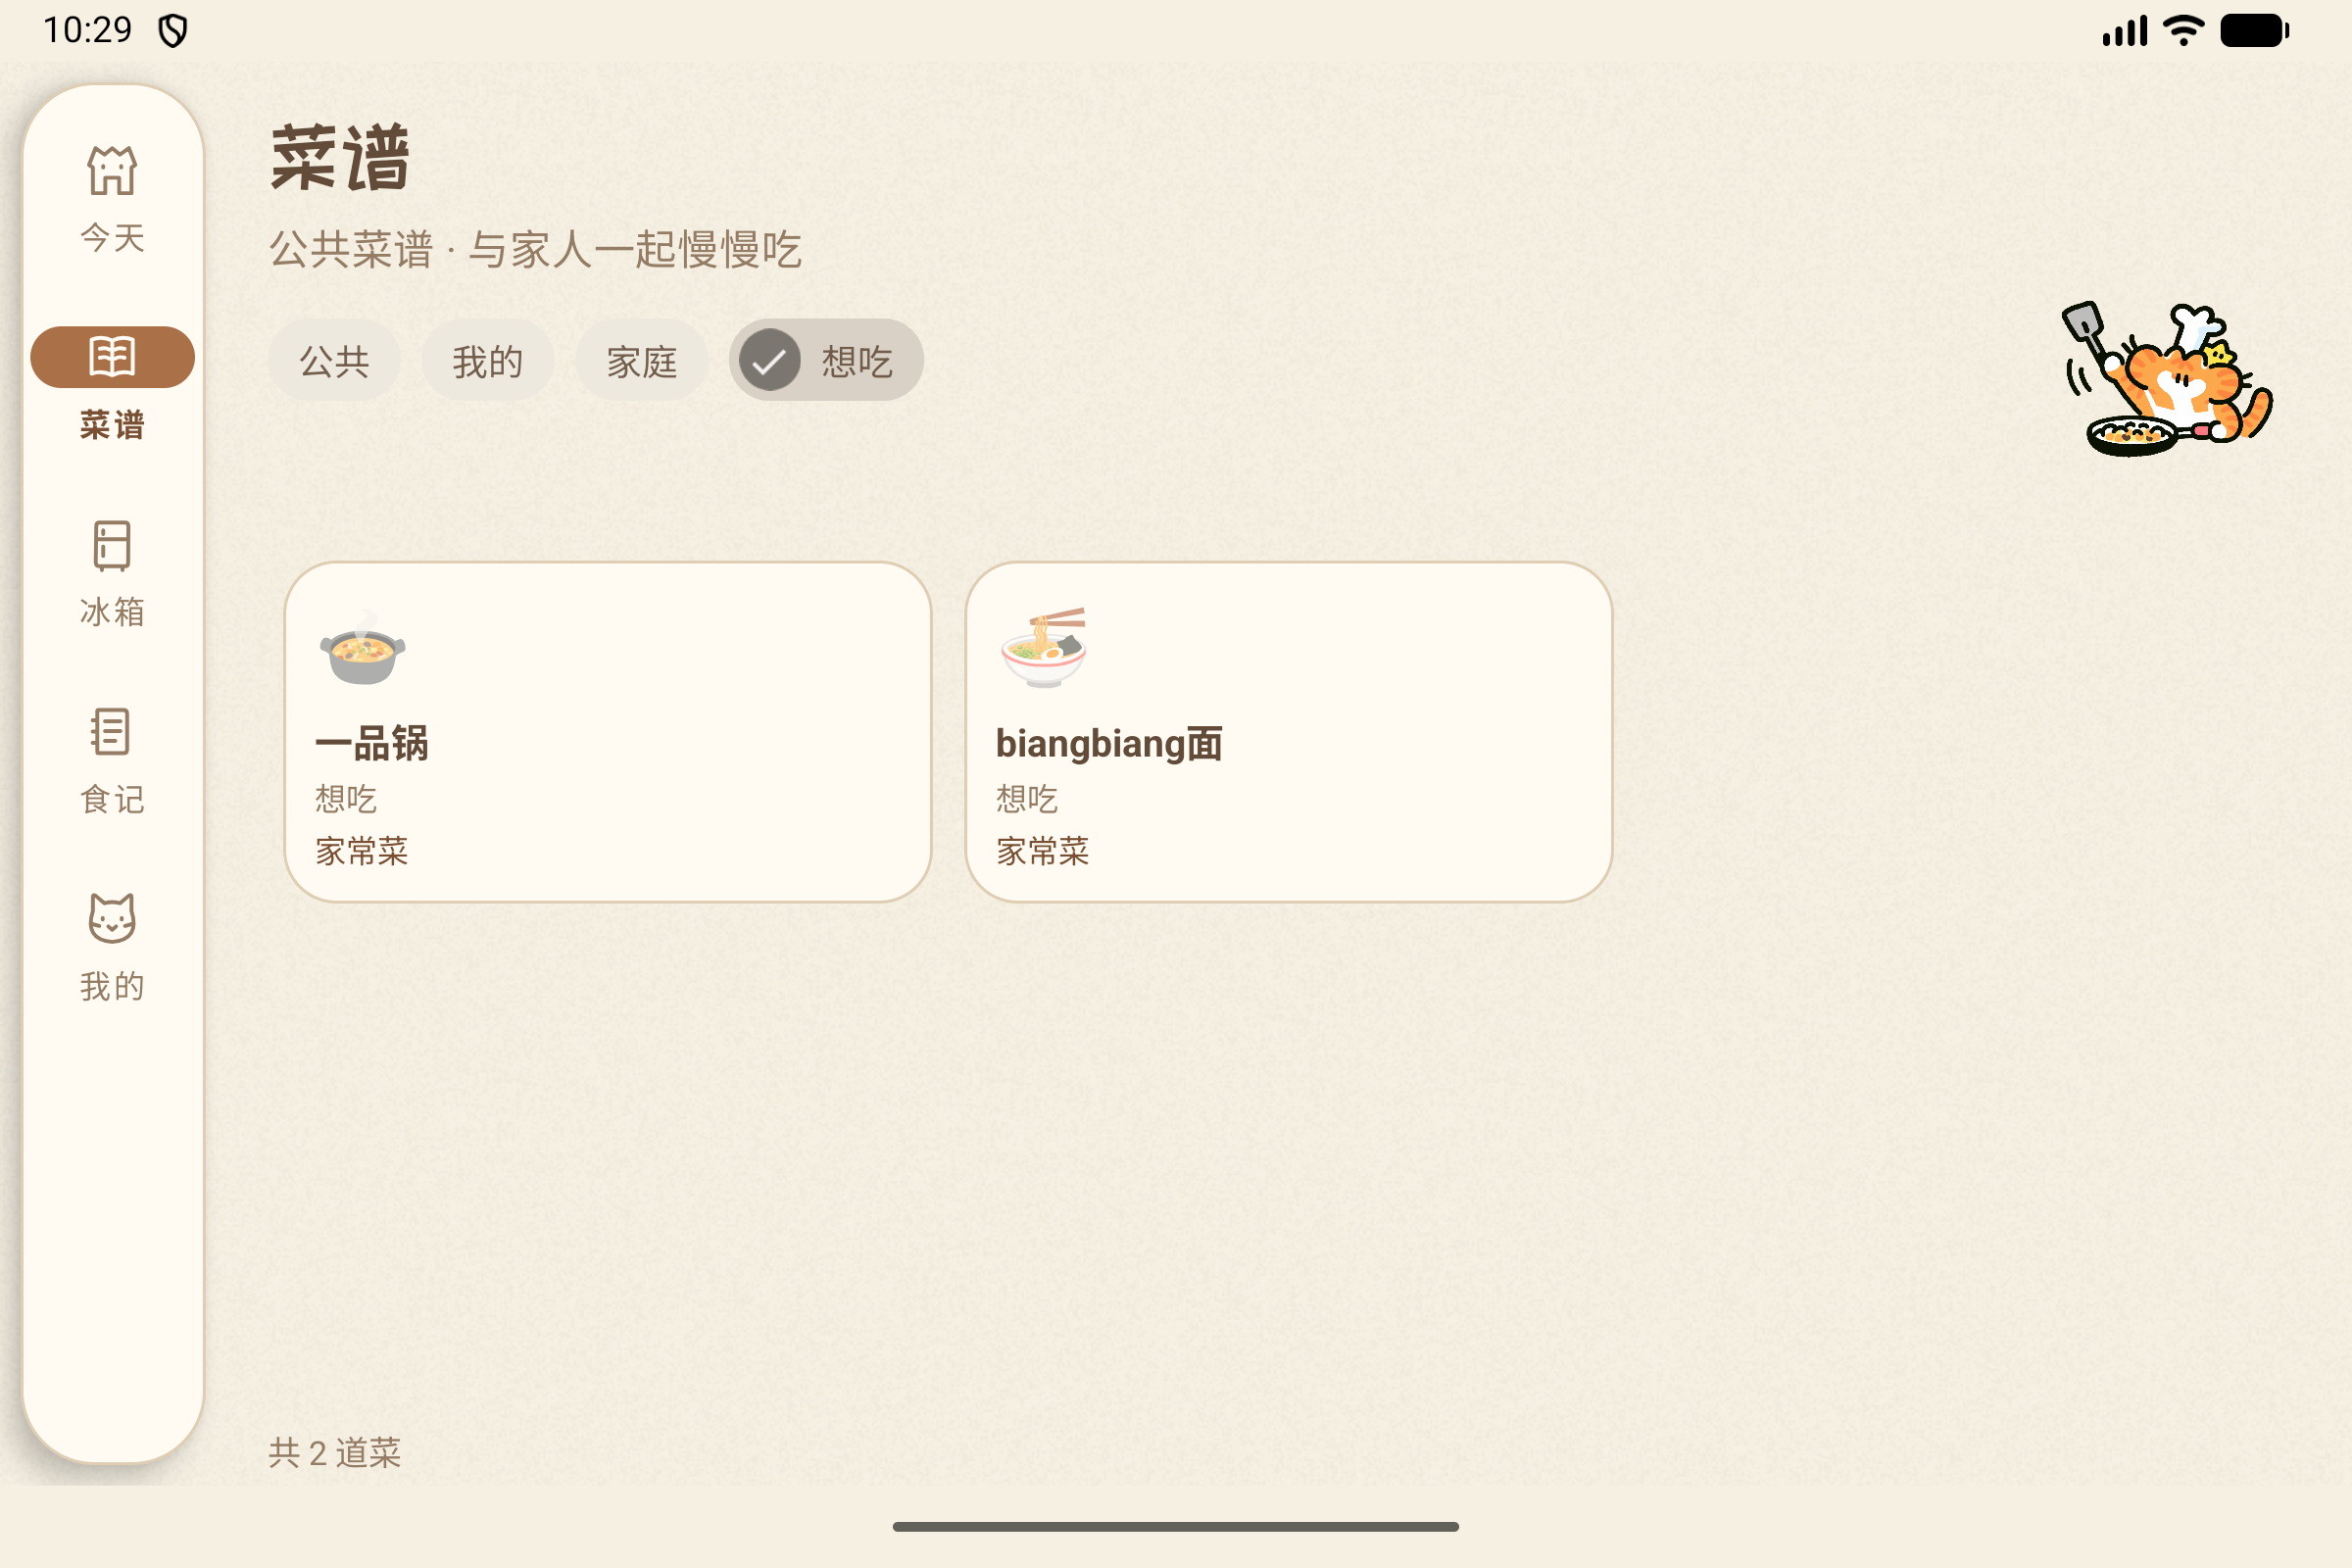 10:29
今天
菜谱
冰箱
食记
我的
菜谱
公共菜谱 · 与家人一起慢慢吃
公共
我的
家庭
想吃
一品锅
想吃
家常菜
biangbiang面
想吃
家常菜
共 2 道菜